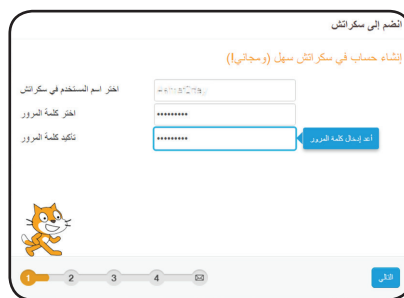 انضم إلى سكراتش
إنشاء حساب في سكراتش سهل (ومجاني!)
اختر اسم المستخدم في سكراتش
اختر كلمة المرور •••••••••
تأكيد كلمة المرور ••••••••• أعد إدخال كلمة المرور
1 2 3 4
التالي